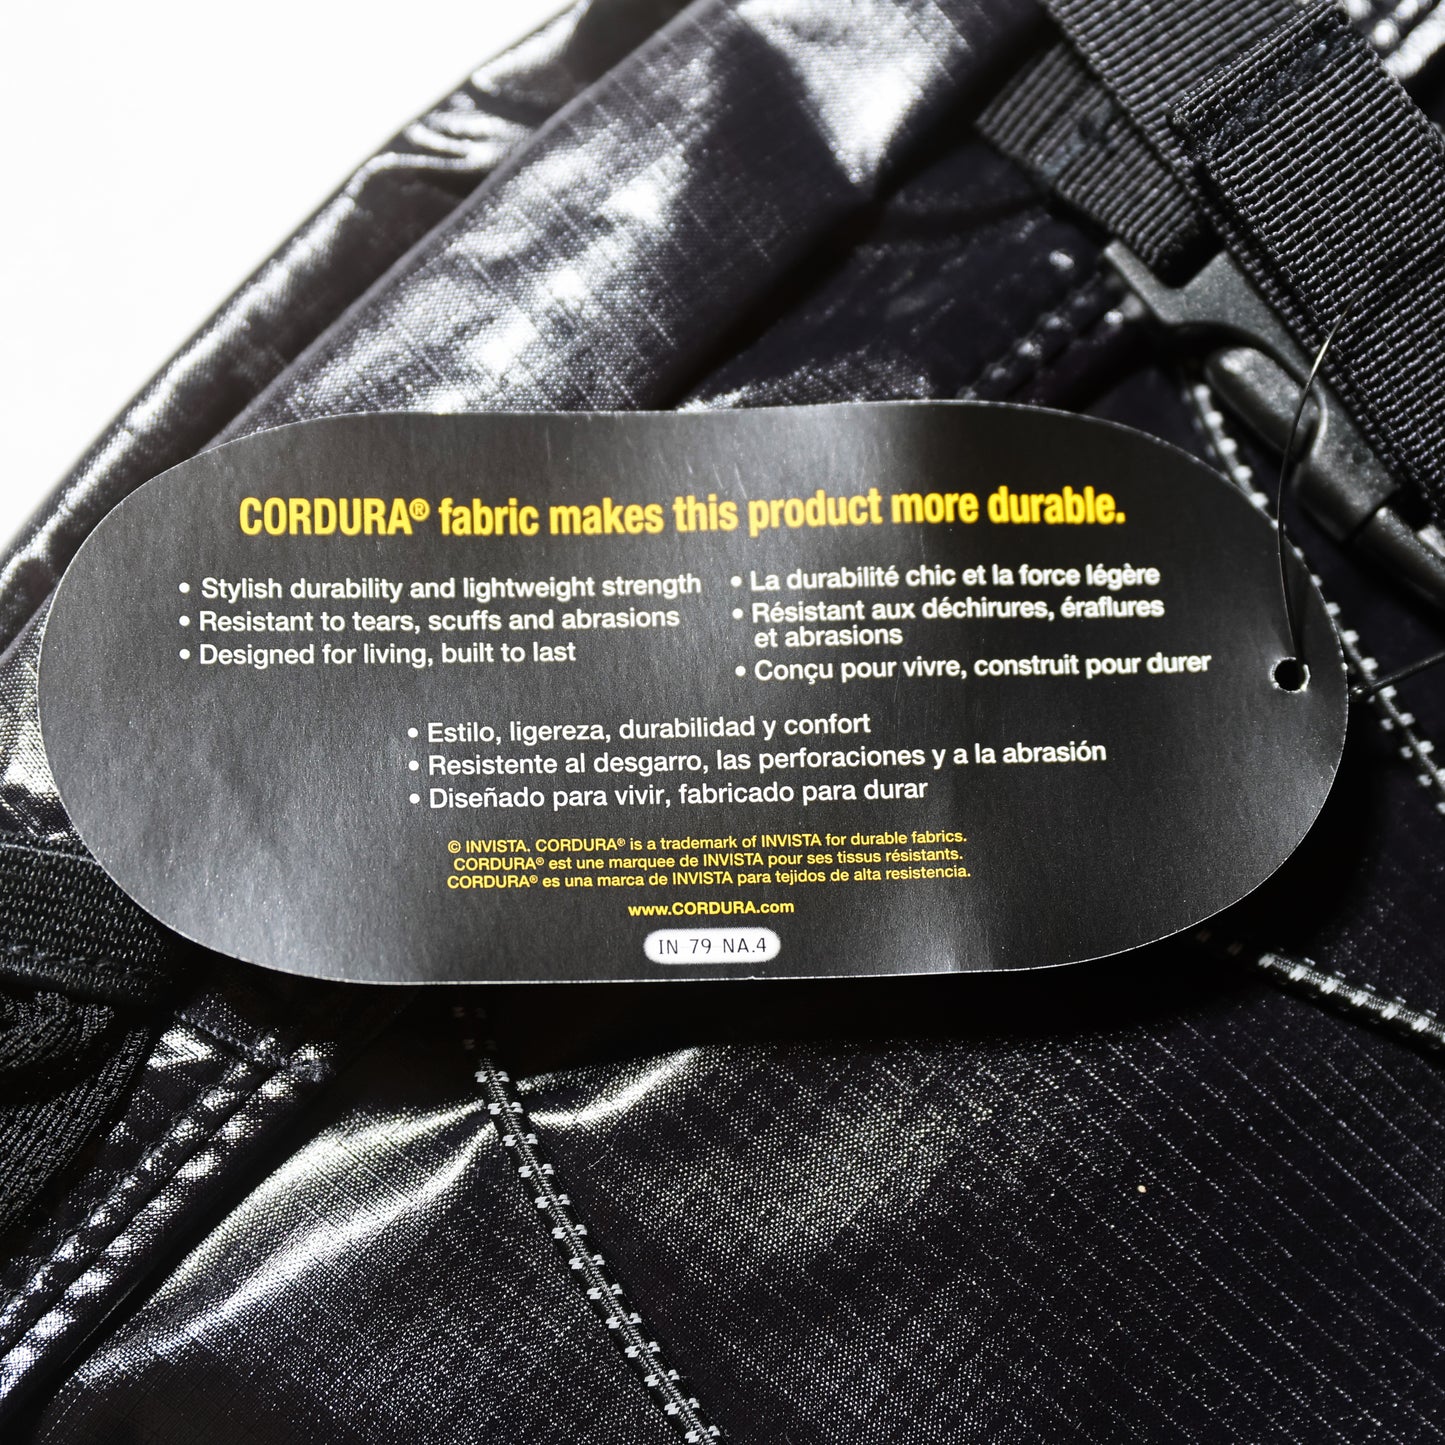 CORDURA® fabric makes this product more durable.
• Stylish durability and lightweight strength
• Resistant to tears, scuffs and abrasions
• Designed for living, built to last
• La durabilité chic et la force légère
• Résistant aux déchirures, éraflures
et abrasions
• Conçu pour vivre, construit pour durer
• Estilo, ligereza, durabilidad y confort
• Resistente al desgarro, las perforaciones y a la abrasión
• Diseñado para vivir, fabricado para durar
© INVISTA. CORDURA® is a trademark of INVISTA for durable fabrics.
CORDURA® est une marquee de INVISTA pour ses tissus résistants.
CORDURA® es una marca de INVISTA para tejidos de alta resistencia.
www.CORDURA.com
IN 79 NA.4